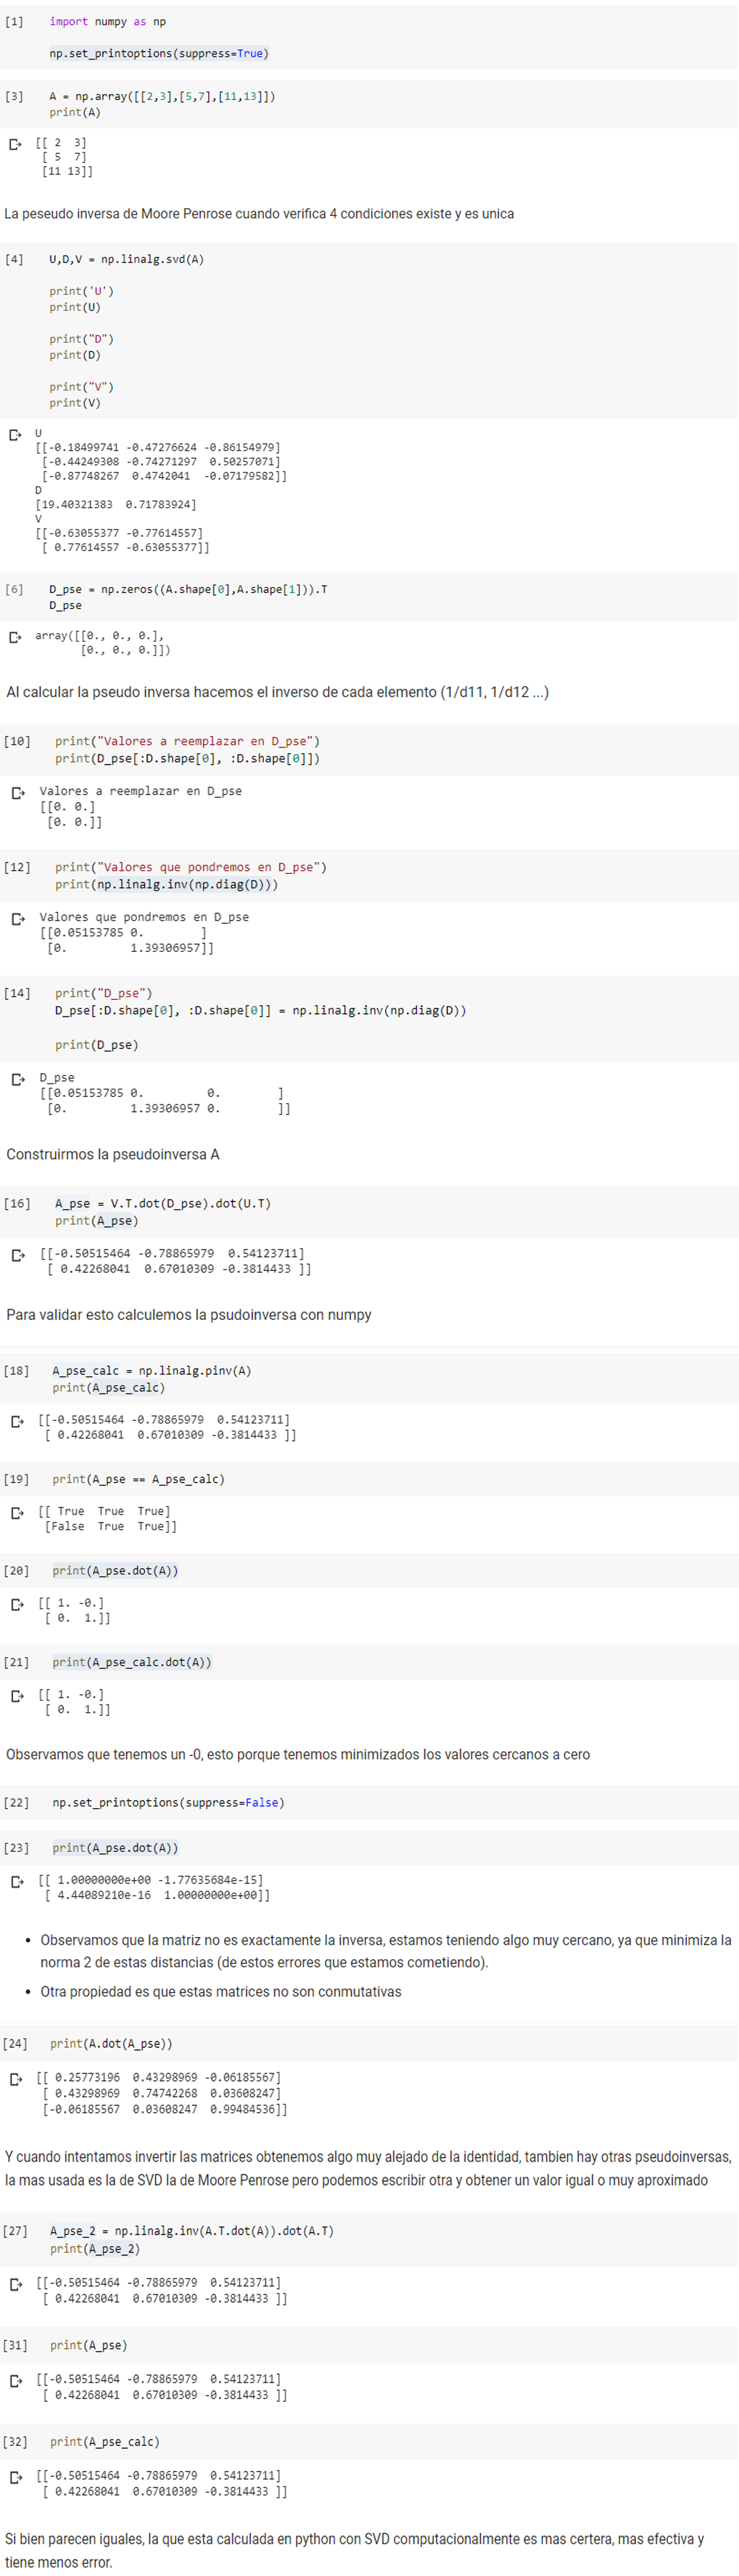 [1] import numpy as np
np.set_printoptions(suppress=True)
[3] A = np.array([[2,3],[5,7],[11,13]])
print(A)
[[ 2  3]
[ 5  7]
[11 13]]
La peseudo inversa de Moore Penrose cuando verifica 4 condiciones existe y es unica
[4] U,D,V = np.linalg.svd(A)
print('U')
print(U)
print("D")
print(D)
print("V")
print(V)
U
[[-0.18499741 -0.47276624 -0.86154979]
[-0.44249308 -0.74271297  0.50257071]
[-0.87748267  0.4742041  -0.07179582]]
D
[19.40321383  0.71783924]
V
[[-0.63055377 -0.77614557]
[ 0.77614557 -0.63055377]]
[6] D_pse = np.zeros((A.shape[0],A.shape[1])).T
D_pse
array([[0., 0., 0.],
[0., 0., 0.]])
Al calcular la pseudo inversa hacemos el inverso de cada elemento (1/d11, 1/d12 ...)
[10] print("Valores a reemplazar en D_pse")
print(D_pse[:D.shape[0], :D.shape[0]])
Valores a reemplazar en D_pse
[[0. 0.]
[0. 0.]]
[12] print("Valores que pondremos en D_pse")
print(np.linalg.inv(np.diag(D)))
Valores que pondremos en D_pse
[[0.05153785 0.        ]
[0.         1.39306957]]
[14] print("D_pse")
D_pse[:D.shape[0], :D.shape[0]] = np.linalg.inv(np.diag(D))
print(D_pse)
D_pse
[[0.05153785 0.         0.        ]
[0.         1.39306957 0.        ]]
Construirmos la pseudoinversa A
[16] A_pse = V.T.dot(D_pse).dot(U.T)
print(A_pse)
[[-0.50515464 -0.78865979  0.54123711]
[ 0.42268041  0.67010309 -0.3814433 ]]
Para validar esto calculemos la psudoinversa con numpy
[18] A_pse_calc = np.linalg.pinv(A)
print(A_pse_calc)
[[-0.50515464 -0.78865979  0.54123711]
[ 0.42268041  0.67010309 -0.3814433 ]]
[19] print(A_pse == A_pse_calc)
[[ True  True  True]
[False  True  True]]
[20] print(A_pse.dot(A))
[[ 1. -0.]
[ 0.  1.]]
[21] print(A_pse_calc.dot(A))
[[ 1. -0.]
[ 0.  1.]]
Observamos que tenemos un -0, esto porque tenemos minimizados los valores cercanos a cero
[22] np.set_printoptions(suppress=False)
[23] print(A_pse.dot(A))
[[ 1.00000000e+00 -1.77635684e-15]
[ 4.44089210e-16  1.00000000e+00]]
• Observamos que la matriz no es exactamente la inversa, estamos teniendo algo muy cercano, ya que minimiza la
norma 2 de estas distancias (de estos errores que estamos cometiendo).
• Otra propiedad es que estas matrices no son conmutativas
[24] print(A.dot(A_pse))
[[ 0.25773196  0.43298969 -0.06185567]
[ 0.43298969  0.74742268  0.03608247]
[-0.06185567  0.03608247  0.99484536]]
Y cuando intentamos invertir las matrices obtenemos algo muy alejado de la identidad, tambien hay otras pseudoinversas,
la mas usada es la de SVD la de Moore Penrose pero podemos escribir otra y obtener un valor igual o muy aproximado
[27] A_pse_2 = np.linalg.inv(A.T.dot(A)).dot(A.T)
print(A_pse_2)
[[-0.50515464 -0.78865979  0.54123711]
[ 0.42268041  0.67010309 -0.3814433 ]]
[31] print(A_pse)
[[-0.50515464 -0.78865979  0.54123711]
[ 0.42268041  0.67010309 -0.3814433 ]]
[32] print(A_pse_calc)
[[-0.50515464 -0.78865979  0.54123711]
[ 0.42268041  0.67010309 -0.3814433 ]]
Si bien parecen iguales, la que esta calculada en python con SVD computacionalmente es mas certera, mas efectiva y
tiene menos error.